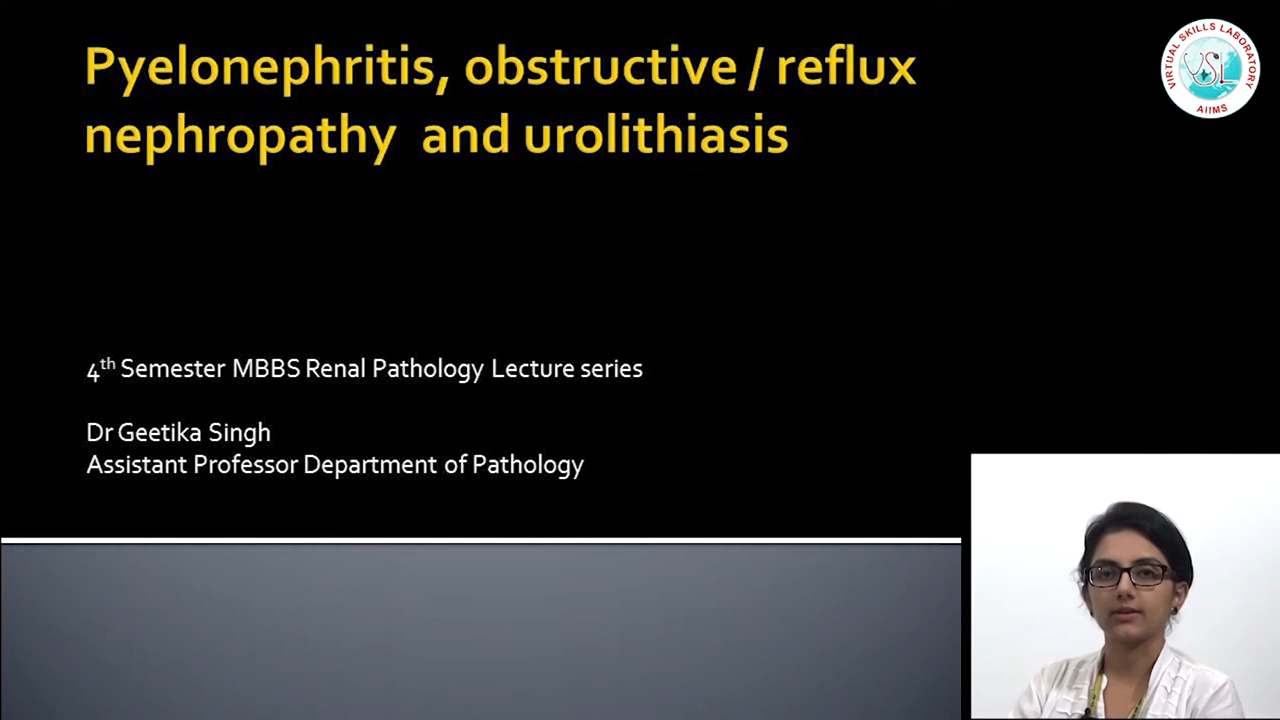 Pyelonephritis, obstructive / reflux
nephropathy and urolithiasis
VIRTUAL SKILLS LABORATORY
VSL
AIIMS
4th Semester MBBS Renal Pathology Lecture series
Dr Geetika Singh
Assistant Professor Department of Pathology